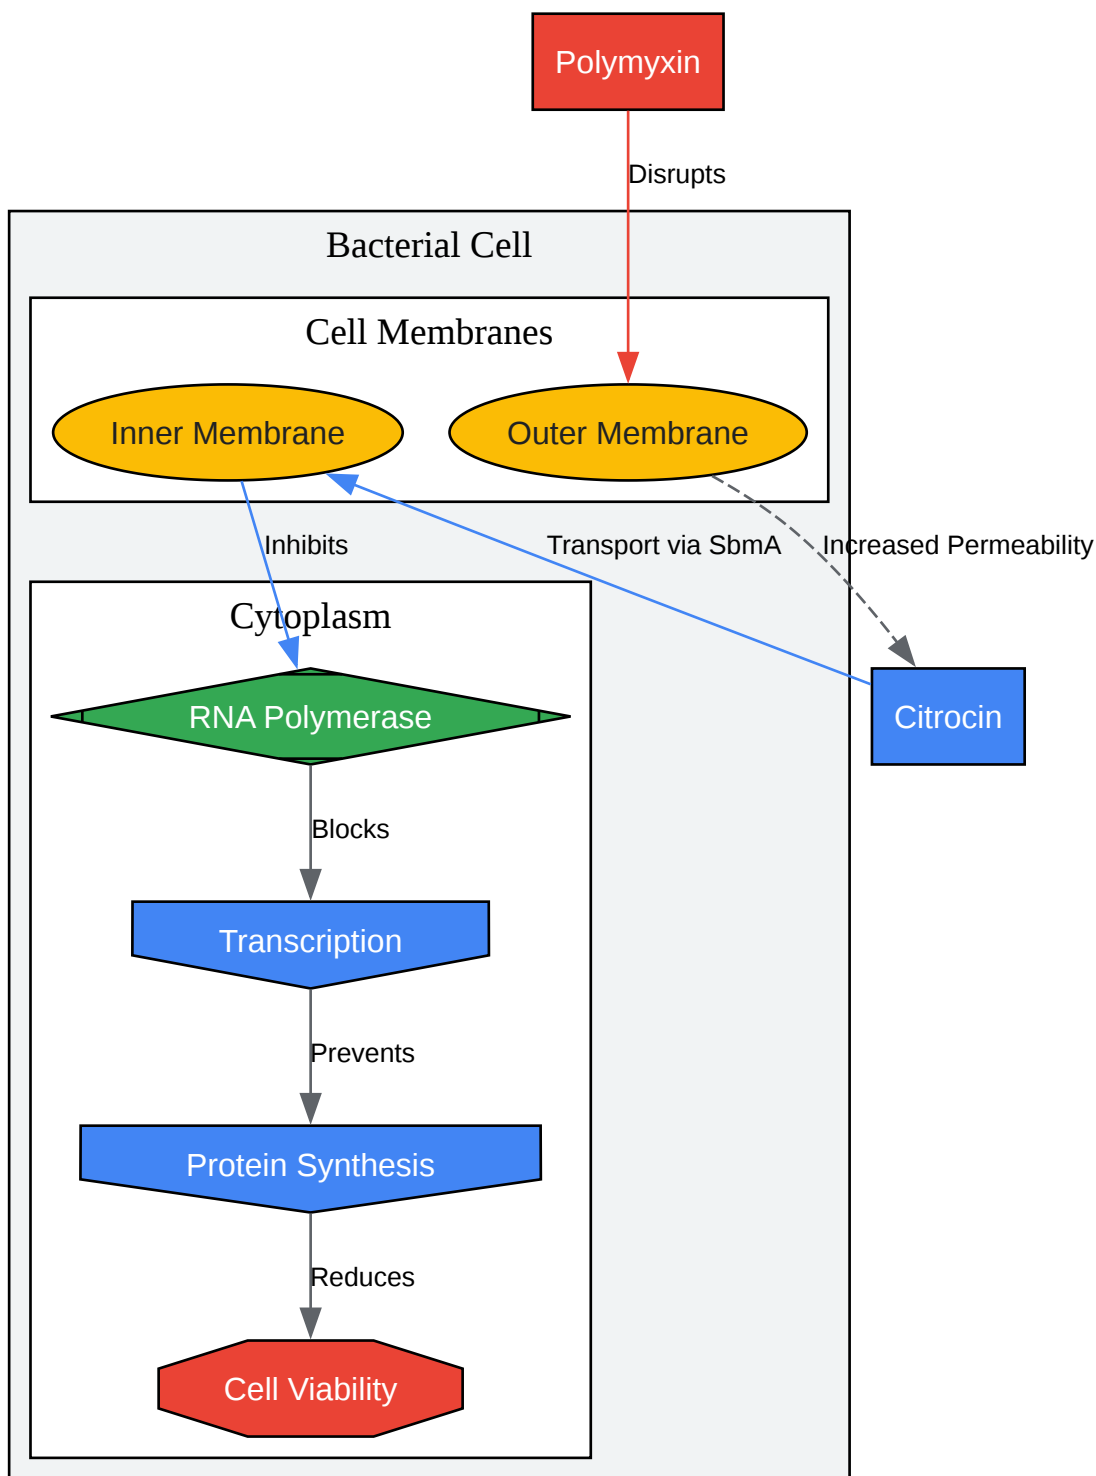 Polymyxin
Disrupts
Bacterial Cell
Cell Membranes
Inner Membrane
Outer Membrane
Inhibits
Transport via SbmA
Increased Permeability
Cytoplasm
RNA Polymerase
Citrocin
Blocks
Transcription
Prevents
Protein Synthesis
Reduces
Cell Viability